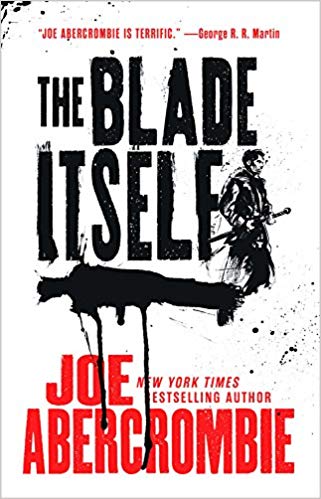 "JOE ABERCROMBIE IS TERRIFIC." —George R. R. Martin
THE BLADE
ITSELF
JOE NEW YORK TIMES
BESTSELLING AUTHOR
ABERCROMBIE